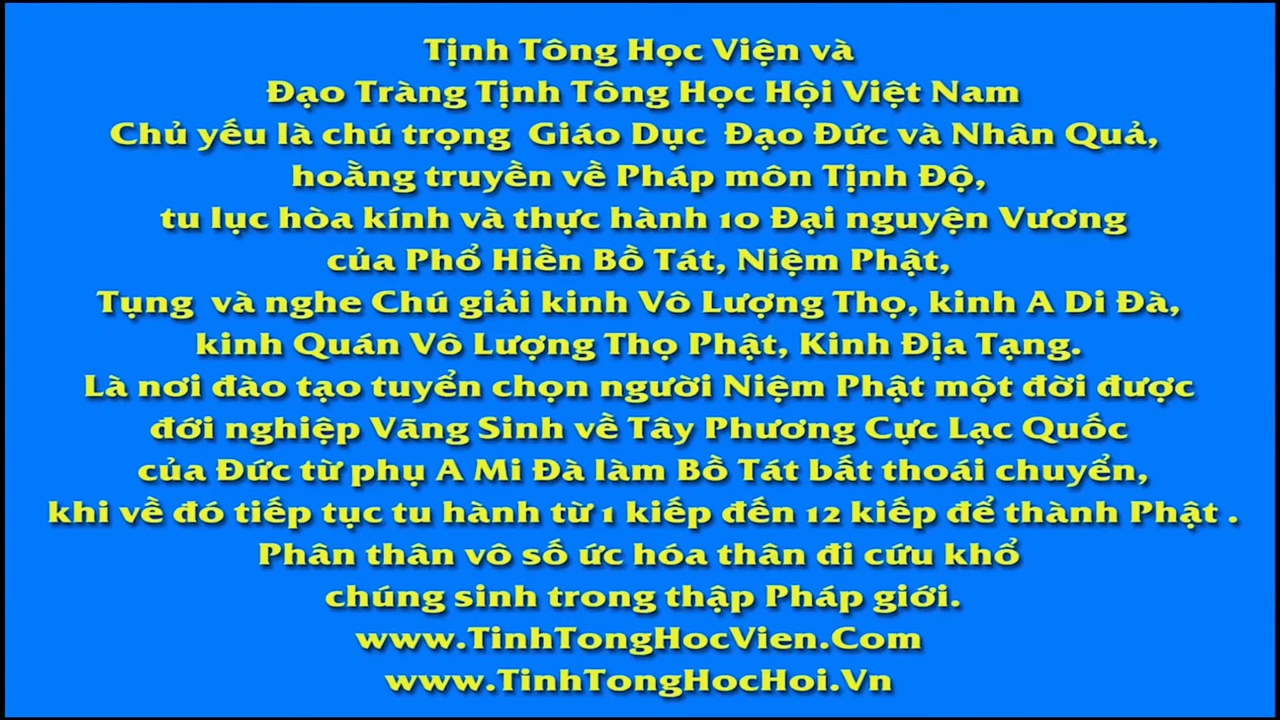 Tịnh Tông Học Viện và
Đạo Tràng Tịnh Tông Học Hội Việt Nam
Chủ yếu là chú trọng Giáo Dục Đạo Đức và Nhân Quả,
hoằng truyền về Pháp môn Tịnh Độ,
tu lục hòa kính và thực hành 10 Đại nguyện Vương
của Phổ Hiền Bồ Tát, Niệm Phật,
Tụng và nghe Chú giải kinh Vô Lượng Thọ, kinh A Di Đà,
kinh Quán Vô Lượng Thọ Phật, Kinh Địa Tạng.
Là nơi đào tạo tuyển chọn người Niệm Phật một đời được
đới nghiệp Vãng Sinh về Tây Phương Cực Lạc Quốc
của Đức từ phụ A Mi Đà làm Bồ Tát bất thoái chuyển,
khi về đó tiếp tục tu hành từ 1 kiếp đến 12 kiếp để thành Phật .
Phân thân vô số ức hóa thân đi cứu khổ
chúng sinh trong thập Pháp giới.
www.TinhTongHocVien.Com
www.TinhTongHocHoi.Vn